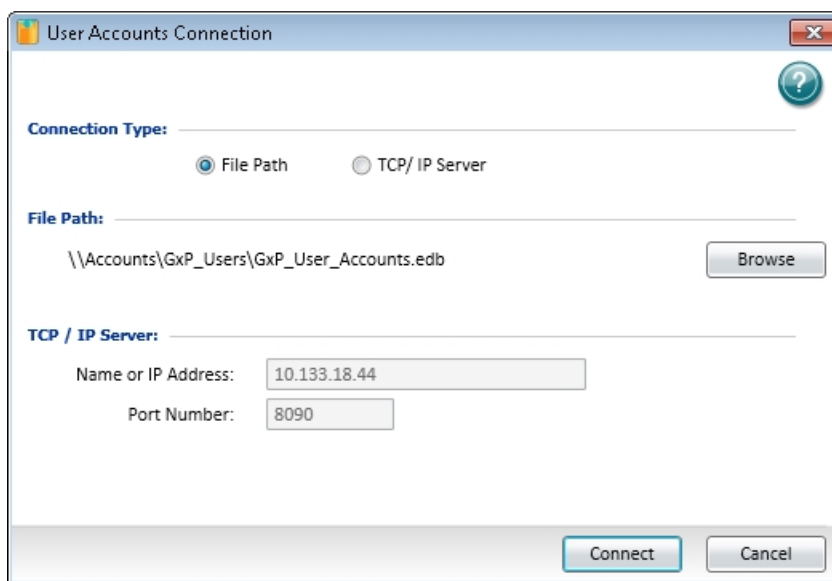 User Accounts Connection
?
Connection Type:
File Path TCP/ IP Server
File Path:
\\Accounts\GxP_Users\GxP_User_Accounts.edb Browse
TCP / IP Server:
Name or IP Address: 10.133.18.44
Port Number: 8090
Connect Cancel